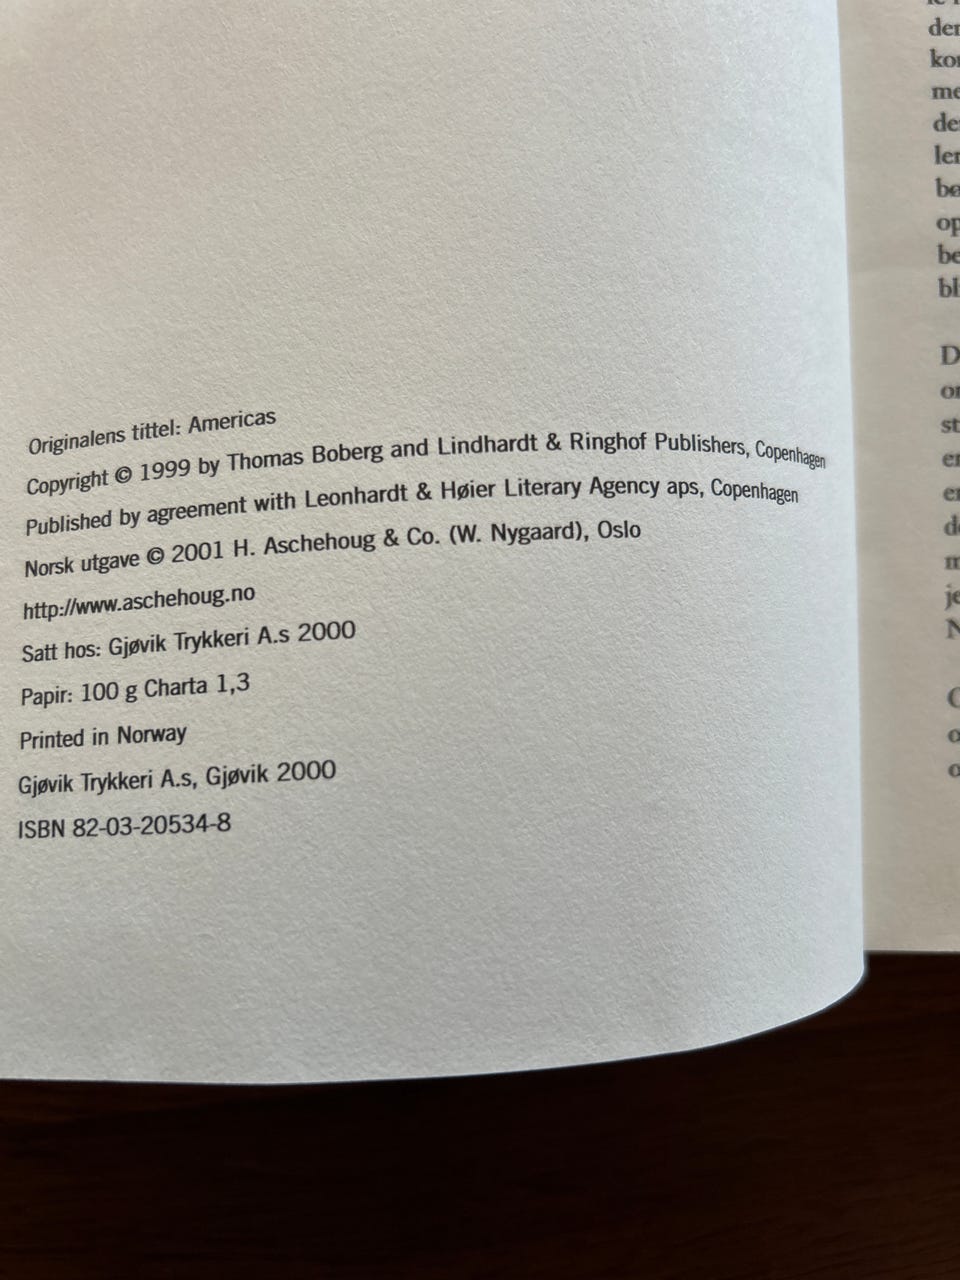 Originalens tittel: Americas
Copyright © 1999 by Thomas Boberg and Lindhardt & Ringhof Publishers, Copenhagen
Published by agreement with Leonhardt & Høier Literary Agency aps, Copenhagen
Norsk utgave © 2001 H. Aschehoug & Co. (W. Nygaard), Oslo
http://www.aschehoug.no
Satt hos: Gjøvik Trykkeri A.s 2000
Papir: 100 g Charta 1,3
Printed in Norway
Gjøvik Trykkeri A.s, Gjøvik 2000
ISBN 82-03-20534-8